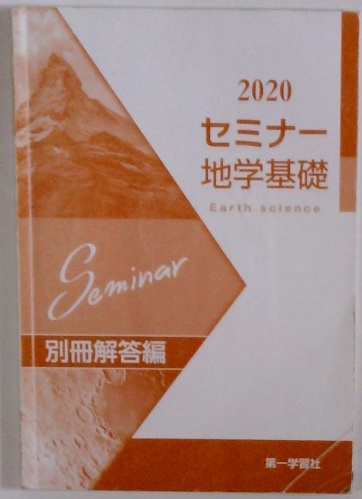 2020
セミナー
地学基礎
Earth science
Seminar
別冊解答編
第一学習社